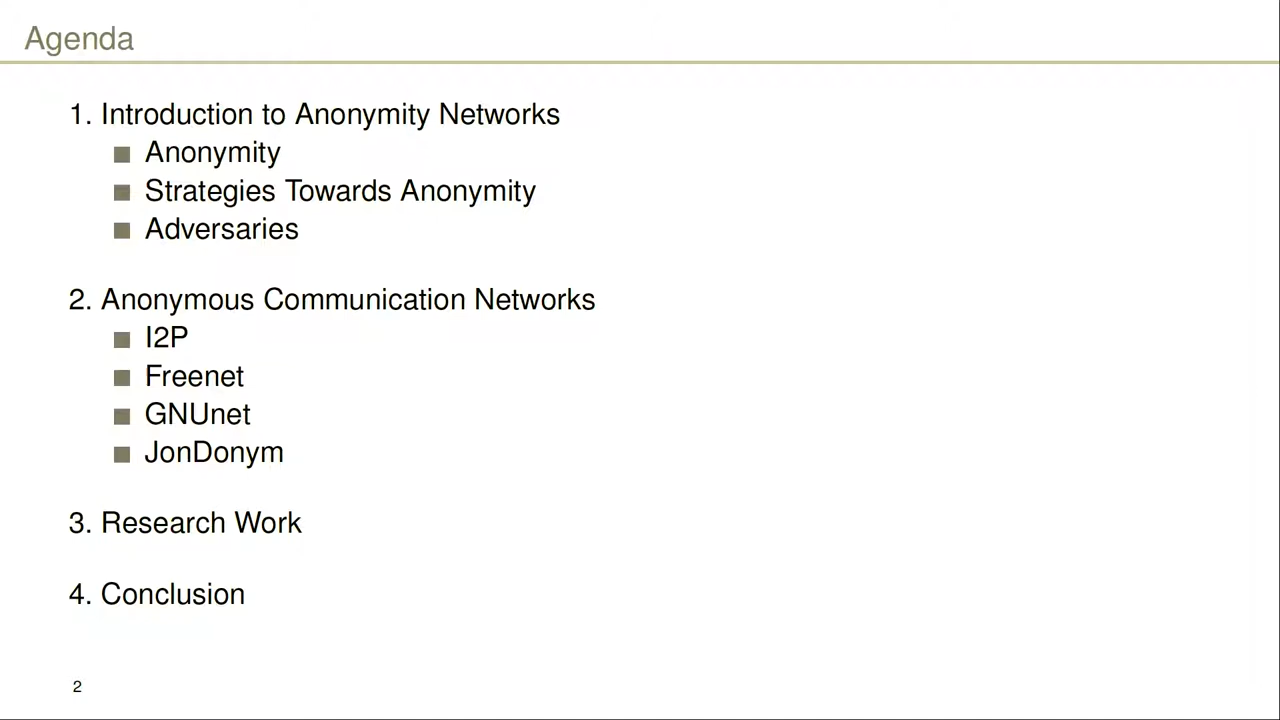 Agenda
1. Introduction to Anonymity Networks
Anonymity
Strategies Towards Anonymity
Adversaries
2. Anonymous Communication Networks
I2P
Freenet
GNUnet
JonDonym
3. Research Work
4. Conclusion
2